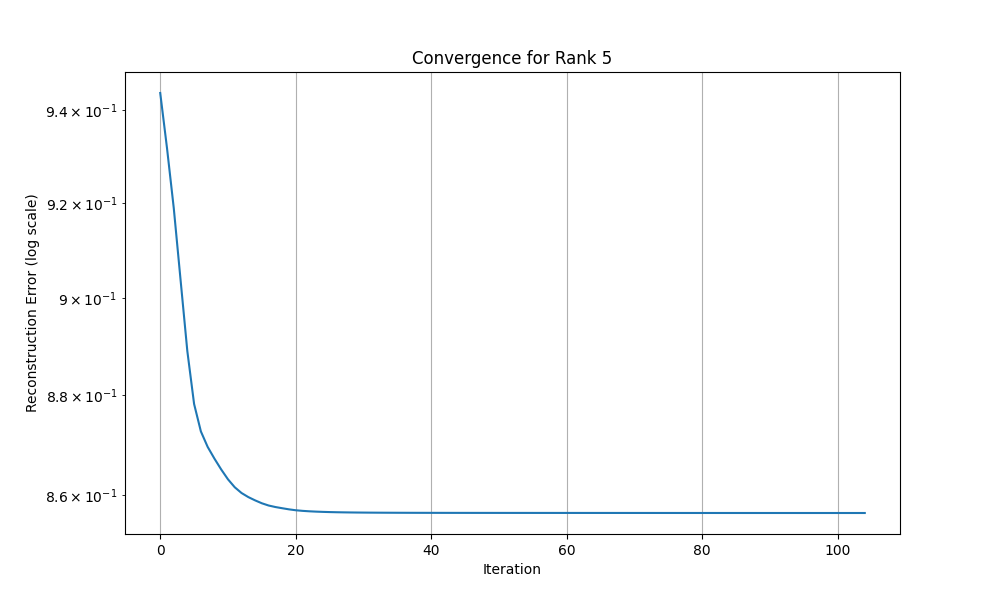 Convergence for Rank 5
Reconstruction Error (log scale)
9.4 × 10⁻¹
9.2 × 10⁻¹
9 × 10⁻¹
8.8 × 10⁻¹
8.6 × 10⁻¹
0 20 40 60 80 100
Iteration